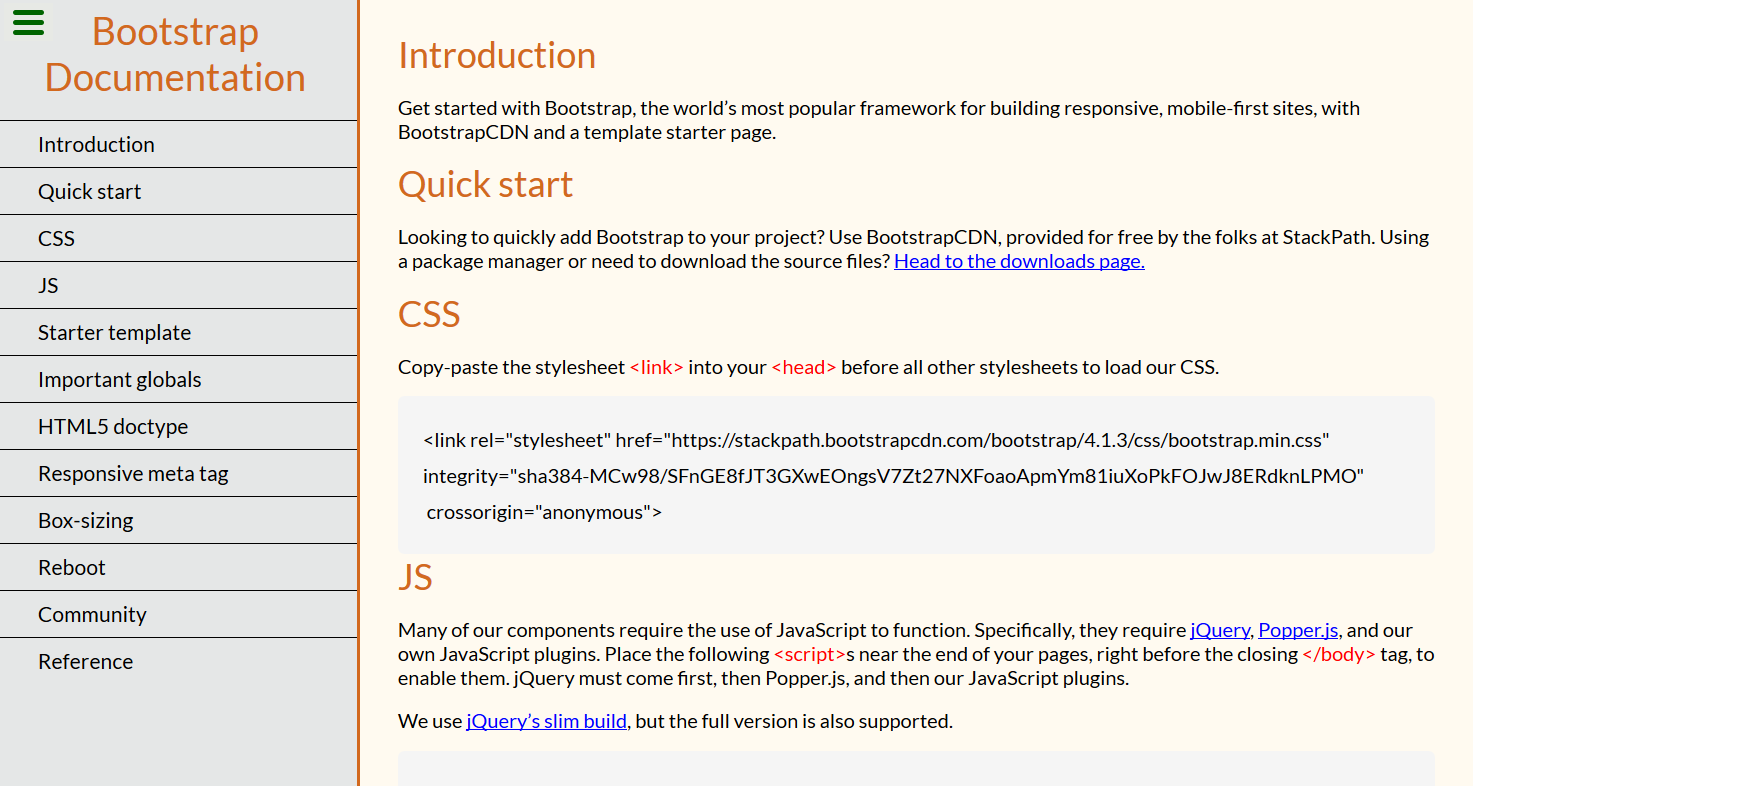 Bootstrap
Documentation
Introduction
Quick start
CSS
JS
Starter template
Important globals
HTML5 doctype
Responsive meta tag
Box-sizing
Reboot
Community
Reference
Introduction
Get started with Bootstrap, the world’s most popular framework for building responsive, mobile-first sites, with
BootstrapCDN and a template starter page.
Quick start
Looking to quickly add Bootstrap to your project? Use BootstrapCDN, provided for free by the folks at StackPath. Using
a package manager or need to download the source files? Head to the downloads page.
CSS
Copy-paste the stylesheet <link> into your <head> before all other stylesheets to load our CSS.
<link rel="stylesheet" href="https://stackpath.bootstrapcdn.com/bootstrap/4.1.3/css/bootstrap.min.css"
integrity="sha384-MCw98/SFnGE8fJT3GXwEOngsV7Zt27NXFoaoApmYm81iuXoPkFOJwJ8ERdknLPMO"
crossorigin="anonymous">
JS
Many of our components require the use of JavaScript to function. Specifically, they require jQuery, Popper.js, and our
own JavaScript plugins. Place the following <script>s near the end of your pages, right before the closing </body> tag, to
enable them. jQuery must come first, then Popper.js, and then our JavaScript plugins.
We use jQuery’s slim build, but the full version is also supported.